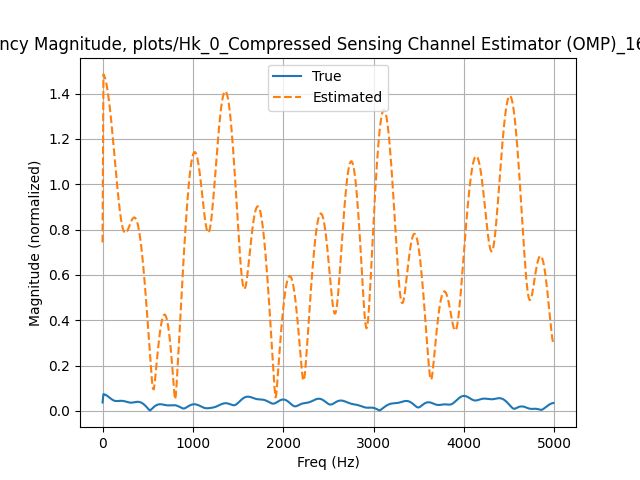 ncy Magnitude, plots/Hk_0_Compressed Sensing Channel Estimator (OMP)_16
True
Estimated
Magnitude (normalized)
1.4
1.2
1.0
0.8
0.6
0.4
0.2
0.0
0 1000 2000 3000 4000 5000
Freq (Hz)